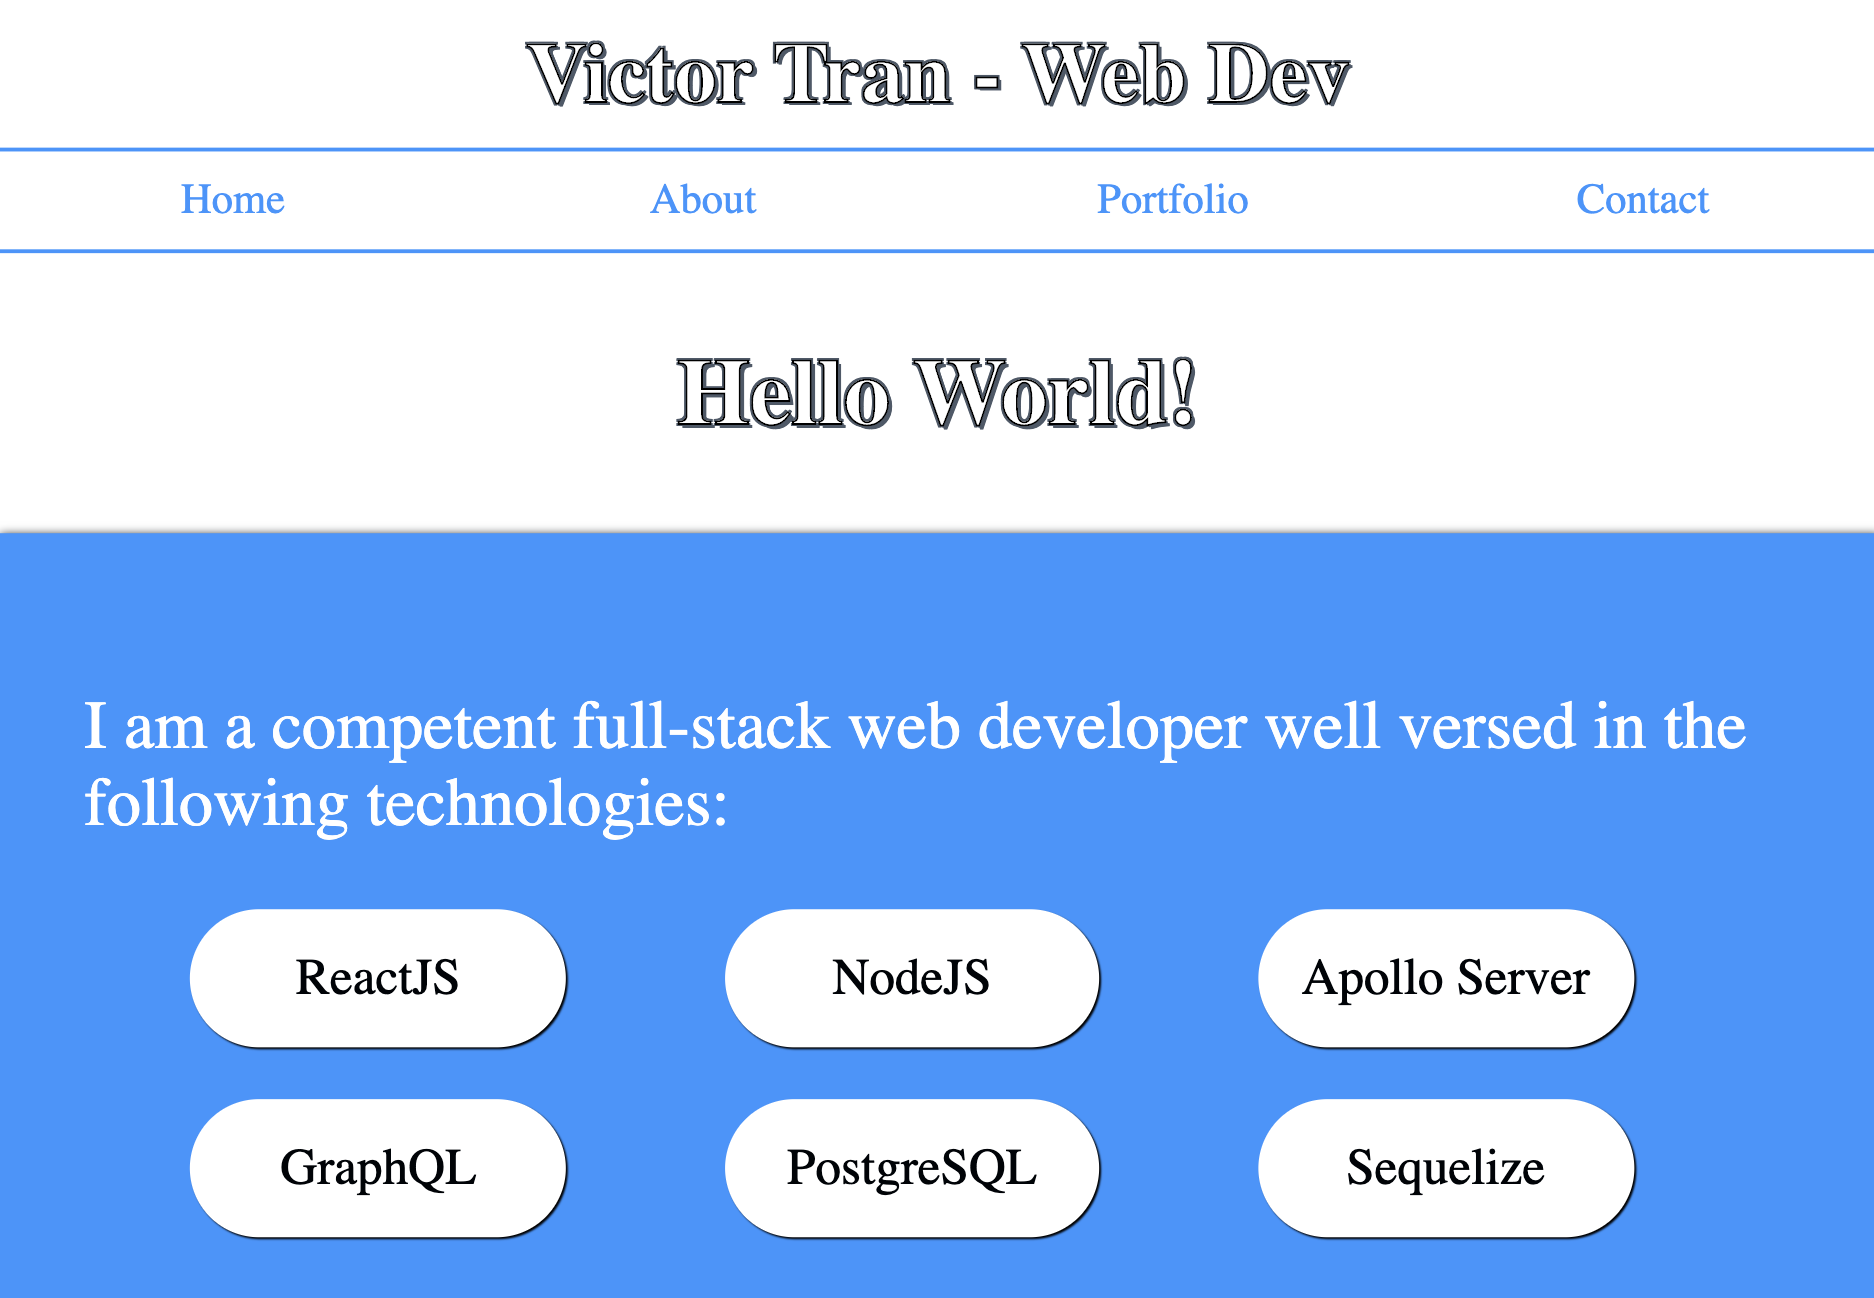 Victor Tran - Web Dev
Home About Portfolio Contact
Hello World!
I am a competent full-stack web developer well versed in the
following technologies:
ReactJS NodeJS Apollo Server
GraphQL PostgreSQL Sequelize